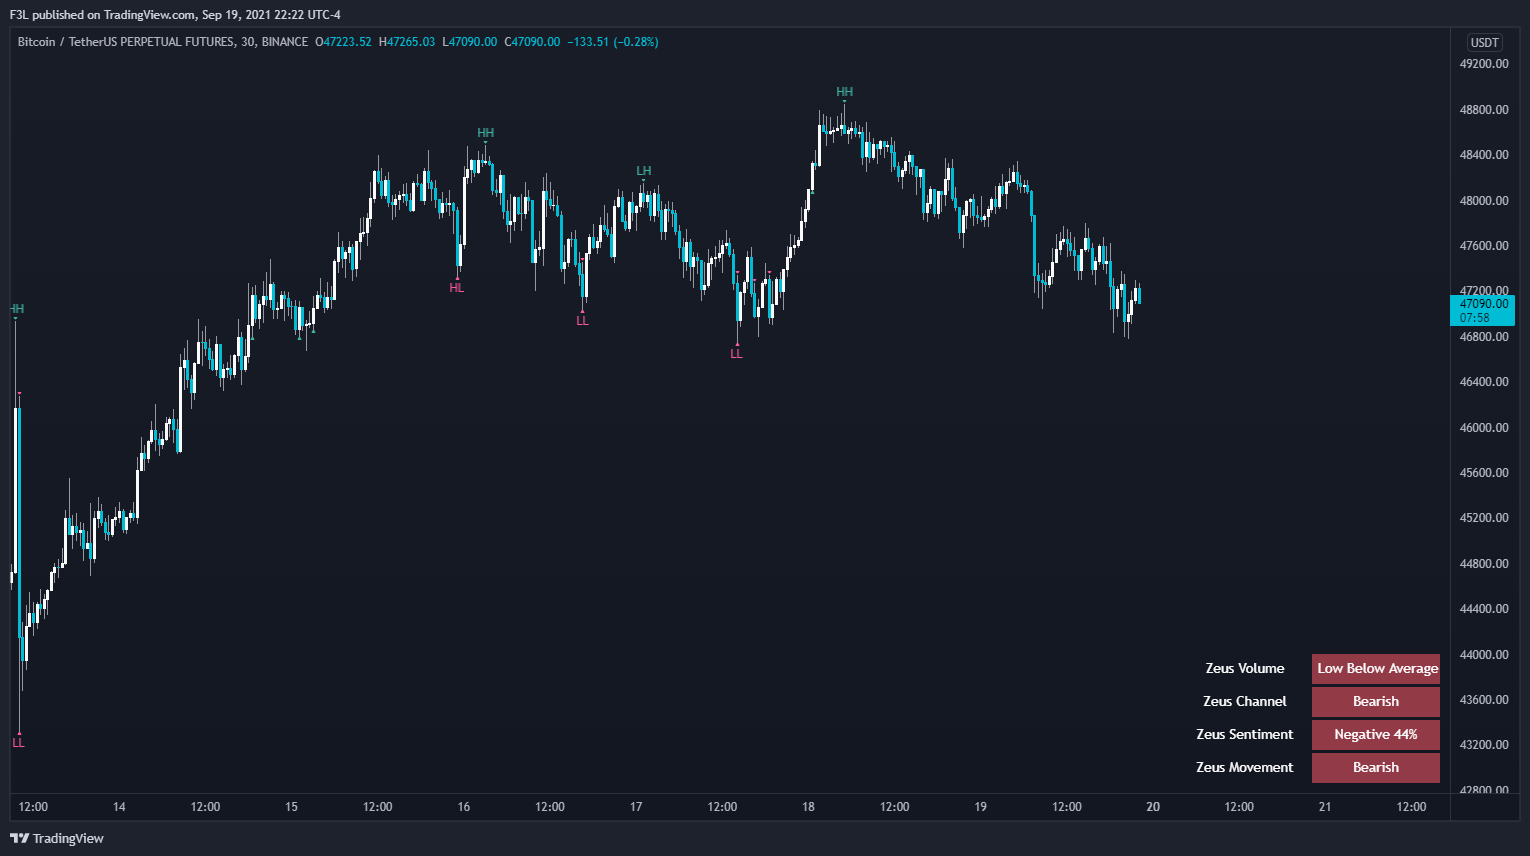 F3L published on TradingView.com, Sep 19, 2021 22:22 UTC-4
Bitcoin / TetherUS PERPETUAL FUTURES, 30, BINANCE O47223.52 H47265.03 L47090.00 C47090.00 −133.51 (−0.28%)
USDT
49200.00
HH
48800.00
HH
48400.00
LH
48000.00
47600.00
HL
47200.00
47090.00
07:58
HH
LL
46800.00
LL
46400.00
46000.00
45600.00
45200.00
44800.00
44400.00
44000.00
Zeus Volume Low Below Average
43600.00
Zeus Channel Bearish
Zeus Sentiment Negative 44%
LL
43200.00
Zeus Movement Bearish
42800.00
12:00 14 12:00 15 12:00 16 12:00 17 12:00 18 12:00 19 12:00 20 12:00 21 12:00
TradingView